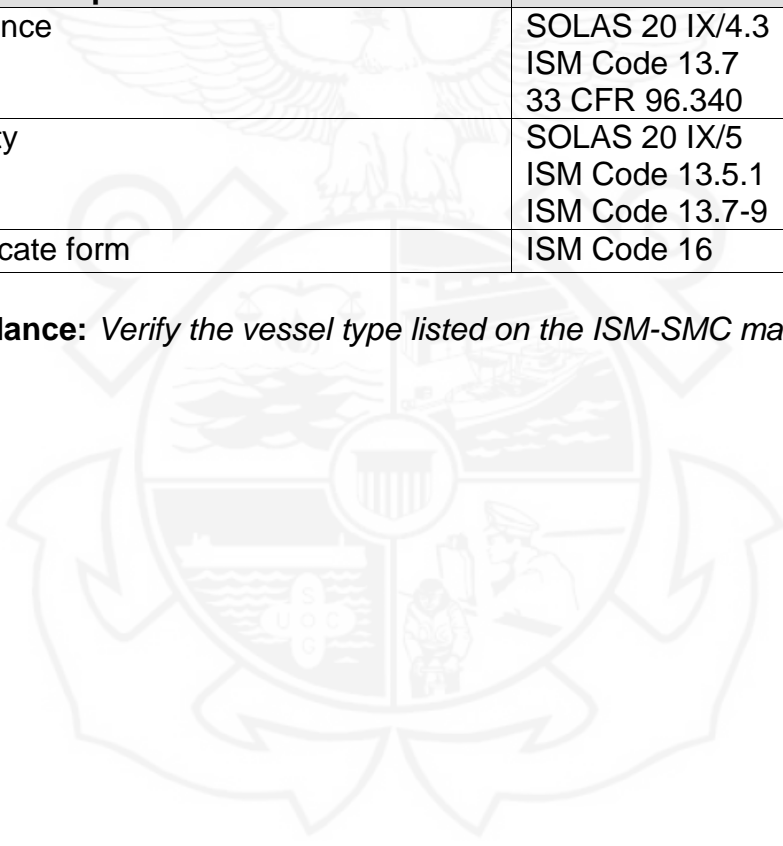 nce SOLAS 20 IX/4.3
ISM Code 13.7
33 CFR 96.340
ty SOLAS 20 IX/5
ISM Code 13.5.1
ISM Code 13.7-9
cate form ISM Code 16
lance: Verify the vessel type listed on the ISM-SMC ma
S
U a C
G